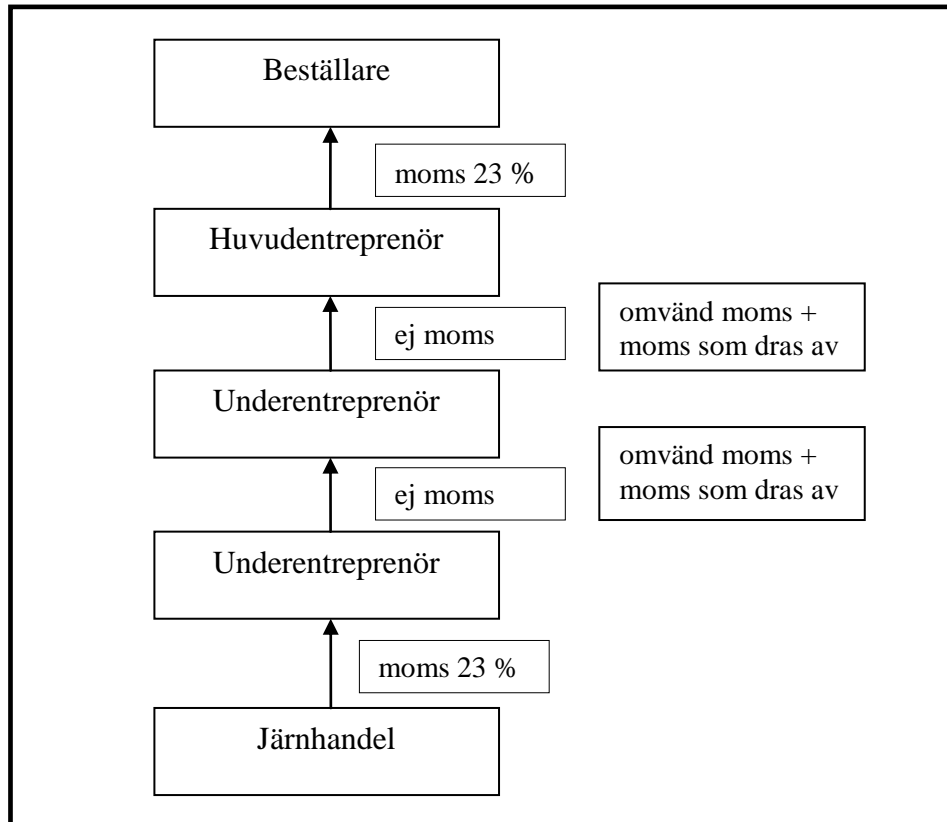 Beställare
moms 23 %
Huvudentreprenör
ej moms
omvänd moms +
moms som dras av
Underentreprenör
ej moms
omvänd moms +
moms som dras av
Underentreprenör
moms 23 %
Järnhandel